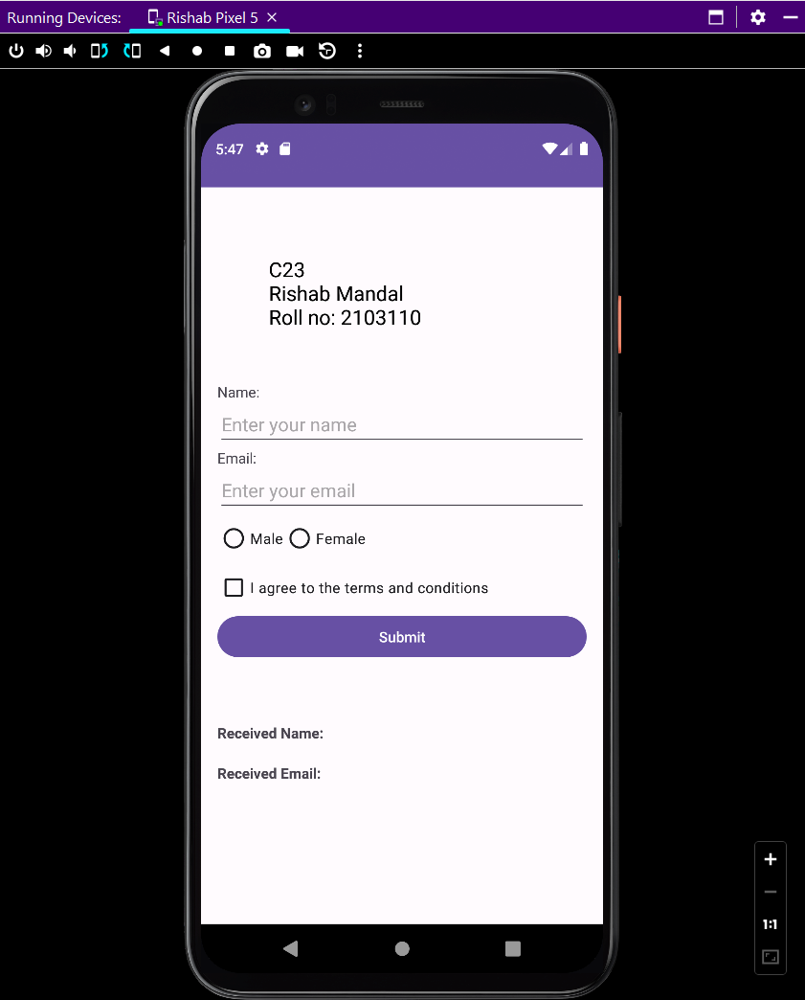 Running Devices: Rishab Pixel 5
5:47
C23
Rishab Mandal
Roll no: 2103110
Name:
Enter your name
Email:
Enter your email
Male Female
I agree to the terms and conditions
Submit
Received Name:
Received Email:
1:1